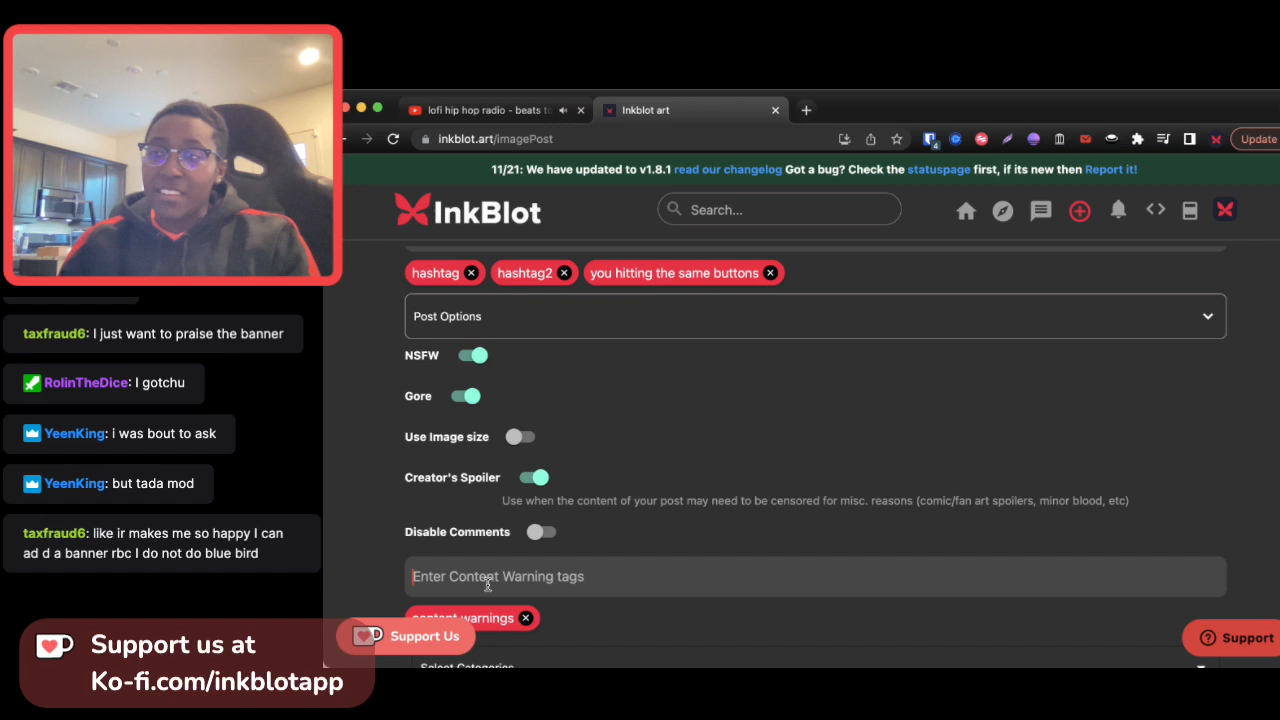 lofi hip hop radio - beats to
Inkblot art
inkblot.art/imagePost
4
Update
11/21: We have updated to v1.8.1 read our changelog Got a bug? Check the statuspage first, if its new then Report it!
InkBlot
Search...
hashtag
hashtag2
you hitting the same buttons
Post Options
NSFW
Gore
Use Image size
Creator's Spoiler
Use when the content of your post may need to be censored for misc. reasons (comic/fan art spoilers, minor blood, etc)
Disable Comments
Enter Content Warning tags
content warnings
Support Us
Support
Select Categories
taxfraud6: I just want to praise the banner
RolinTheDice: I gotchu
YeenKing: i was bout to ask
YeenKing: but tada mod
taxfraud6: like ir makes me so happy I can
ad d a banner rbc I do not do blue bird
Support us at
Ko-fi.com/inkblotapp